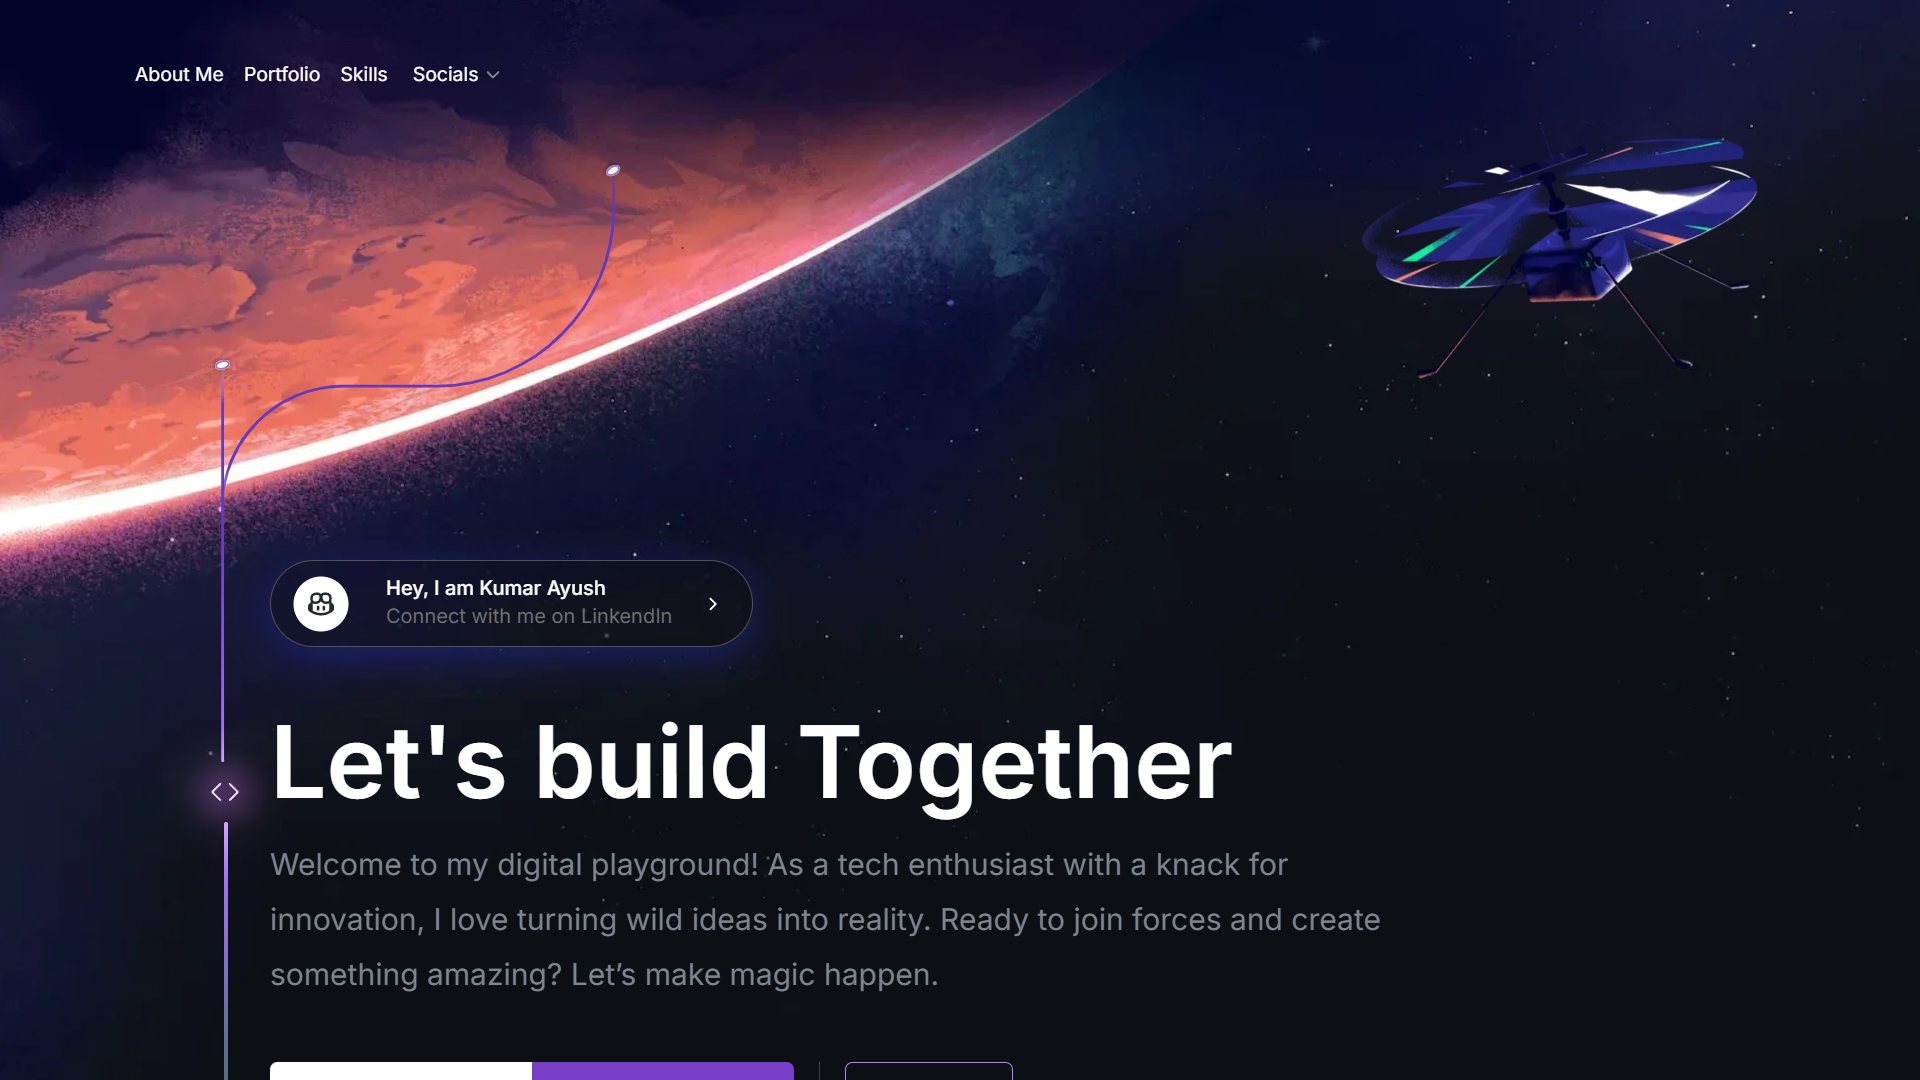 About Me Portfolio Skills Socials
Hey, I am Kumar Ayush
Connect with me on LinkendIn
Let's build Together
Welcome to my digital playground! As a tech enthusiast with a knack for
innovation, I love turning wild ideas into reality. Ready to join forces and create
something amazing? Let’s make magic happen.